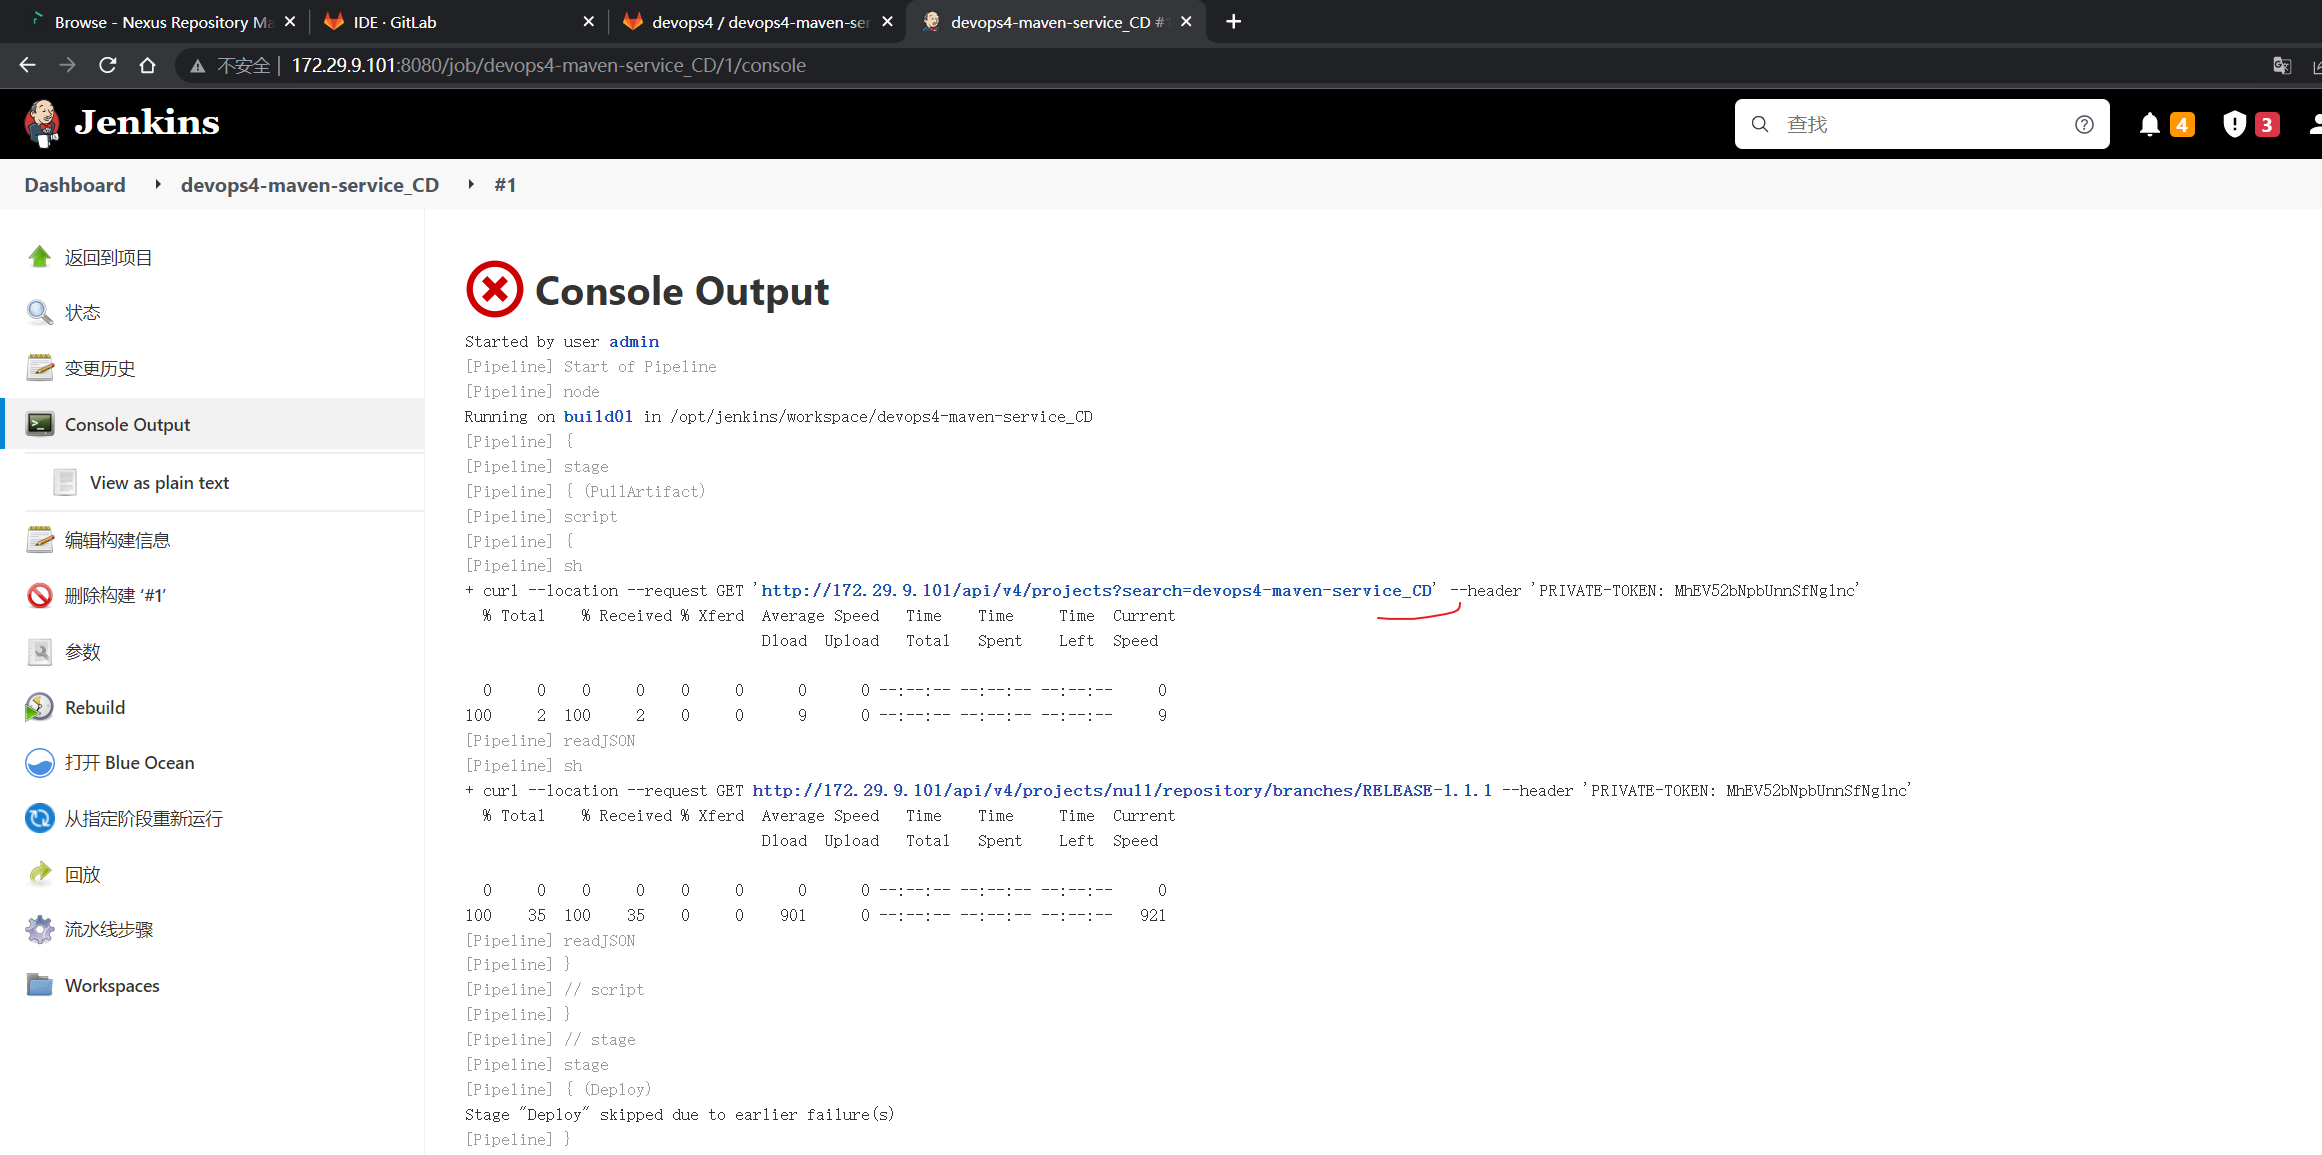 Browse - Nexus Repository Ma
IDE · GitLab
devops4 / devops4-maven-ser
devops4-maven-service_CD #1
不安全 | 172.29.9.101:8080/job/devops4-maven-service_CD/1/console
Jenkins
查找
4
3
Dashboard
devops4-maven-service_CD
#1
返回到项目
状态
变更历史
Console Output
View as plain text
编辑构建信息
删除构建 ‘#1’
参数
Rebuild
打开 Blue Ocean
从指定阶段重新运行
回放
流水线步骤
Workspaces
Console Output
Started by user admin
[Pipeline] Start of Pipeline
[Pipeline] node
Running on build01 in /opt/jenkins/workspace/devops4-maven-service_CD
[Pipeline] {
[Pipeline] stage
[Pipeline] { (PullArtifact)
[Pipeline] script
[Pipeline] {
[Pipeline] sh
+ curl --location --request GET 'http://172.29.9.101/api/v4/projects?search=devops4-maven-service_CD' --header 'PRIVATE-TOKEN: MhEV52bNpbUnnSfNglnc'
% Total % Received % Xferd Average Speed Time Time Time Current
Dload Upload Total Spent Left Speed
0 0 0 0 0 0 0 0 --:--:-- --:--:-- --:--:-- 0
100 2 100 2 0 0 9 0 --:--:-- --:--:-- --:--:-- 9
[Pipeline] readJSON
[Pipeline] sh
+ curl --location --request GET http://172.29.9.101/api/v4/projects/null/repository/branches/RELEASE-1.1.1 --header 'PRIVATE-TOKEN: MhEV52bNpbUnnSfNglnc'
% Total % Received % Xferd Average Speed Time Time Time Current
Dload Upload Total Spent Left Speed
0 0 0 0 0 0 0 0 --:--:-- --:--:-- --:--:-- 0
100 35 100 35 0 0 901 0 --:--:-- --:--:-- --:--:-- 921
[Pipeline] readJSON
[Pipeline] }
[Pipeline] // script
[Pipeline] }
[Pipeline] // stage
[Pipeline] stage
[Pipeline] { (Deploy)
Stage "Deploy" skipped due to earlier failure(s)
[Pipeline] }